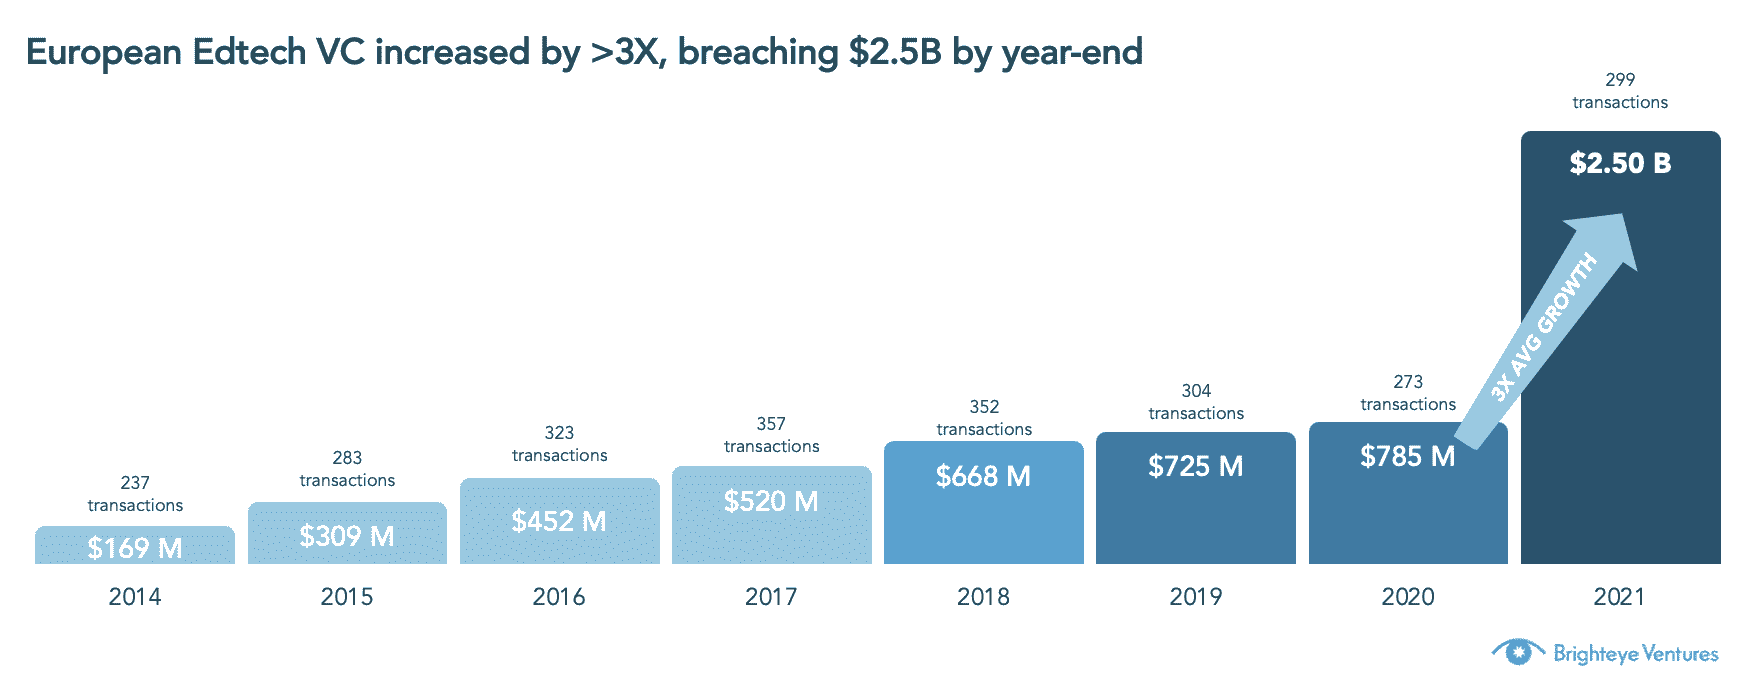 European Edtech VC increased by >3X, breaching $2.5B by year-end
237
transactions
$169 M
2014
283
transactions
$309 M
2015
323
transactions
$452 M
2016
357
transactions
$520 M
2017
352
transactions
$668 M
2018
304
transactions
$725 M
2019
273
transactions
$785 M
2020
3X AVG GROWTH
299
transactions
$2.50 B
2021
Brighteye Ventures